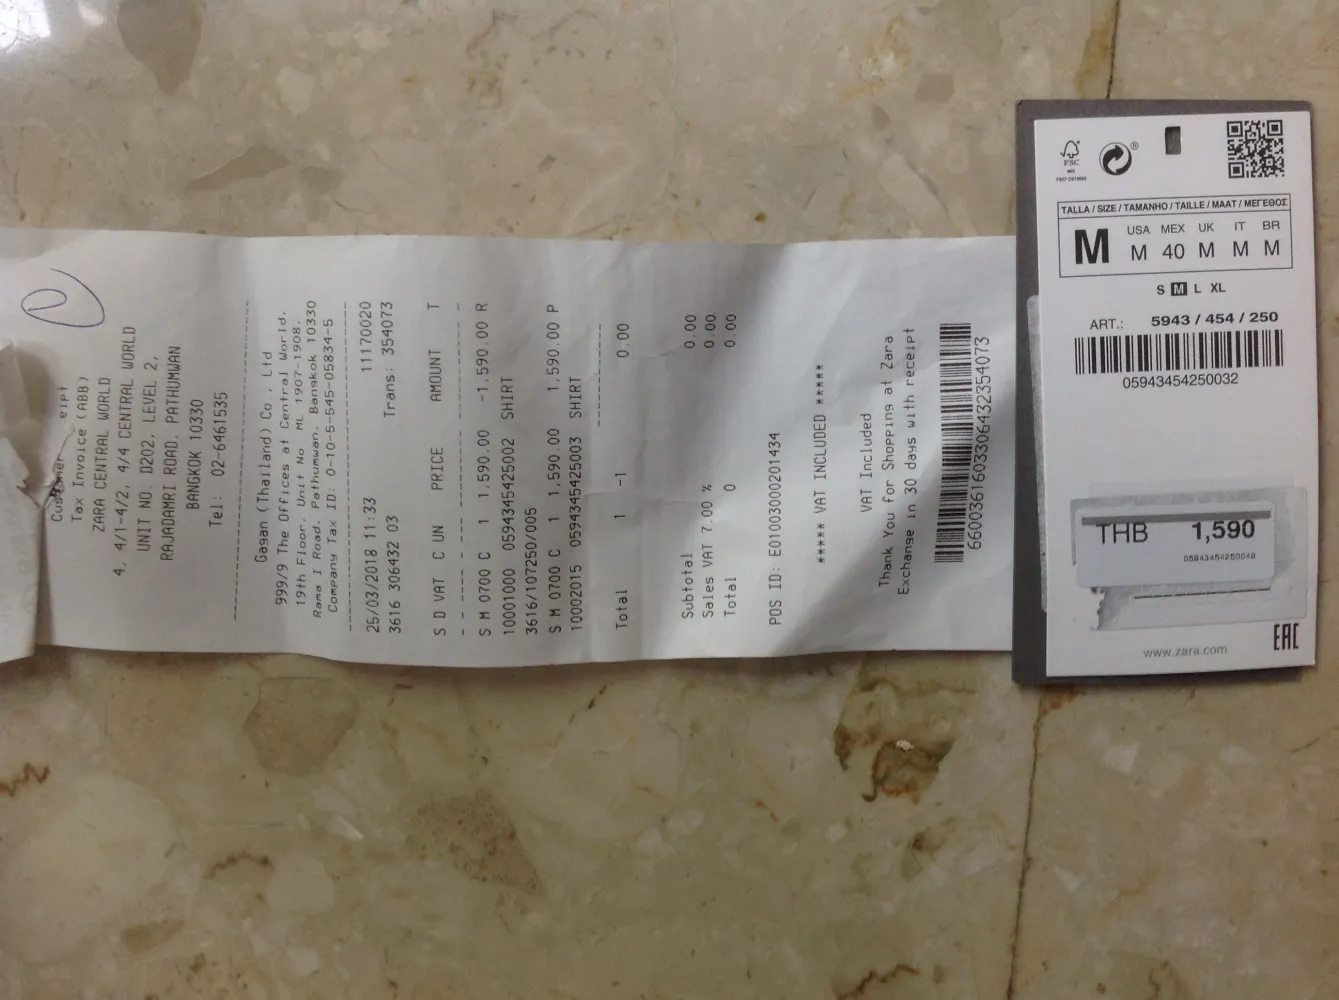 Tax Invoice (ABB)
ZARA CENTRAL WORLD
4, 4/1-4/2, 4/4 CENTRAL WORLD
UNIT NO. D202, LEVEL 2,
RAJADAMRI ROAD, PATHUMWAN
BANGKOK 10330
Tel: 02-6461535
Gagan (Thailand) Co., Ltd
999/9 The Offices at Central World.
19th Floor, Unit No. ML 1907-1908,
Rama I Road, Pathumwan, Bangkok 10330
Company Tax ID: 0-10-5-545-05834-5
25/03/2018 11:33 11170020
3616 306432 03 Trans: 354073
S D VAT C UN PRICE AMOUNT T
S M 0700 C 1 1,590.00 -1,590.00 R
10001000 0594345425002 SHIRT
3616/107250/005
S M 0700 C 1 1,590.00 1,590.00 P
10002015 0594345425003 SHIRT
Total 1 -1 0.00
Subtotal 0.00
Sales VAT 7.00 % 0.00
Total 0 0.00
POS ID: E01003000201434
***** VAT INCLUDED *****
VAT Included
Thank You for Shopping at Zara
Exchange in 30 days with receipt
6600361603306432354073
FSC
MIX
TALLA / SIZE / TAMANHO / TAILLE / MAAT / ΜΕΓΕΘΟΣ
M
USA MEX UK IT BR
M 40 M M M
S M L XL
ART.: 5943 / 454 / 250
05943454250032
THB 1,590
05943454250049
www.zara.com
EAC